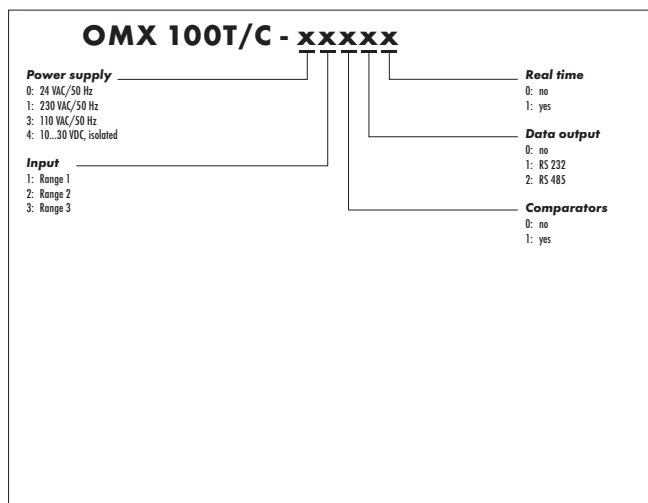 OMX 100T/C - xxxxx
Power supply
0: 24 VAC/50 Hz
1: 230 VAC/50 Hz
3: 110 VAC/50 Hz
4: 10...30 VDC, isolated
Input
1: Range 1
2: Range 2
3: Range 3
Real time
0: no
1: yes
Data output
0: no
1: RS 232
2: RS 485
Comparators
0: no
1: yes